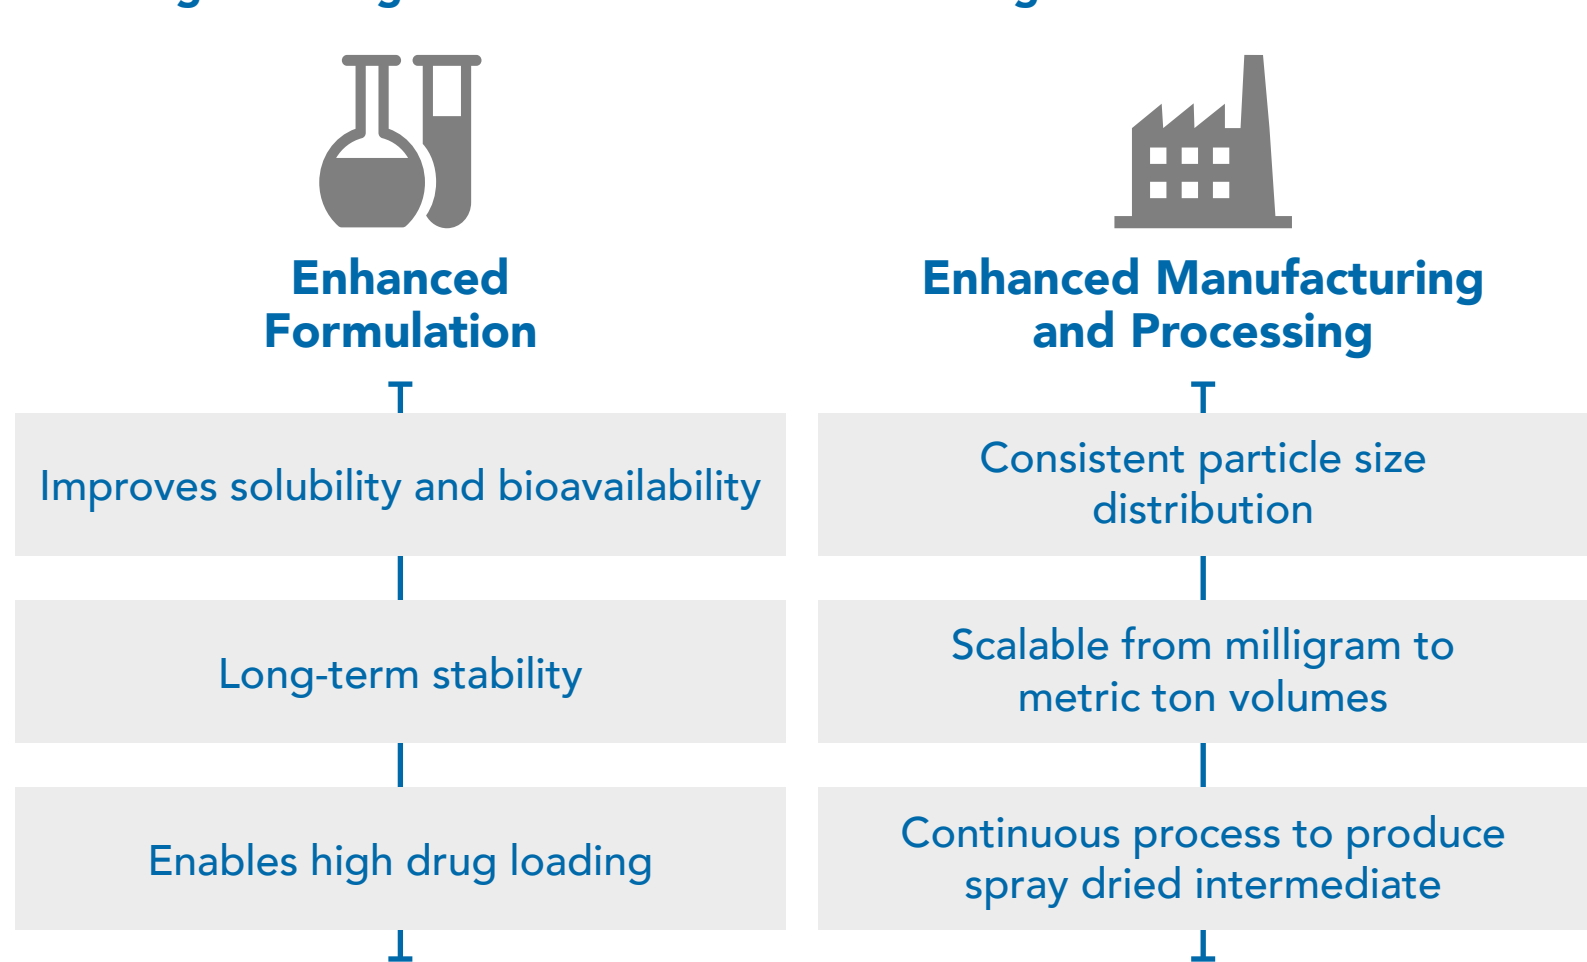 Enhanced
Formulation
Improves solubility and bioavailability
Long-term stability
Enables high drug loading
Enhanced Manufacturing
and Processing
Consistent particle size
distribution
Scalable from milligram to
metric ton volumes
Continuous process to produce
spray dried intermediate